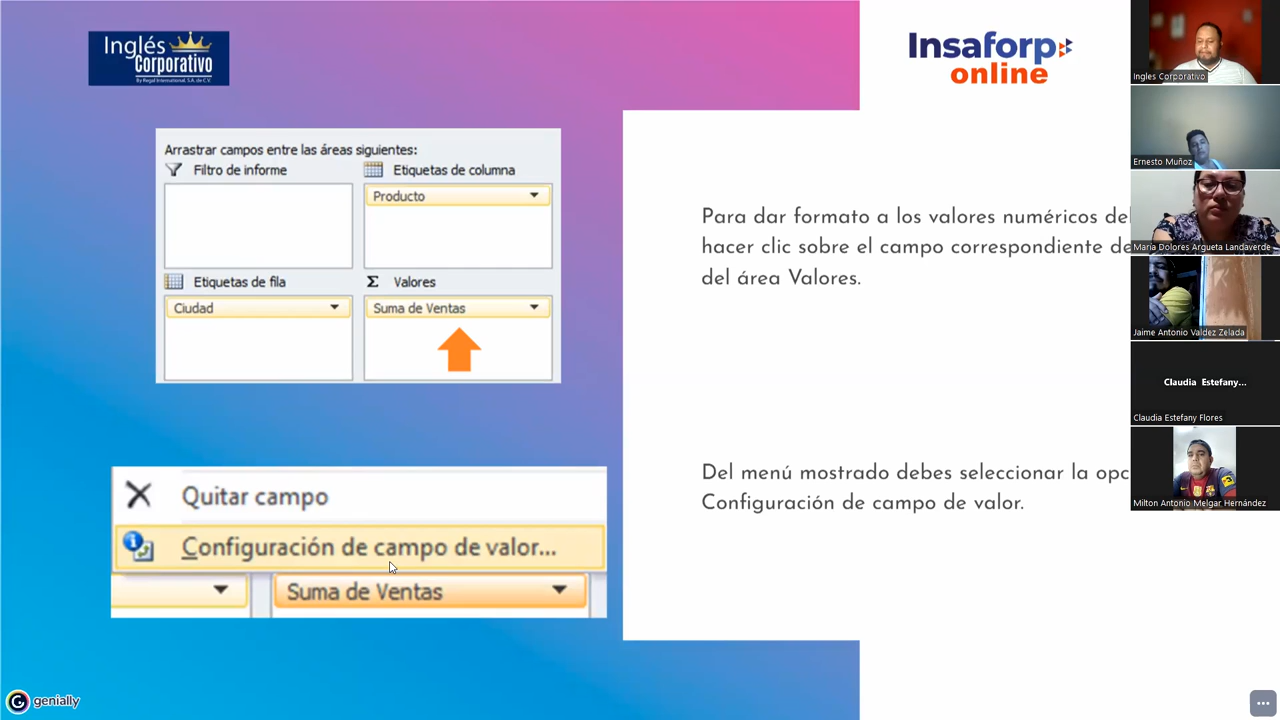 Inglés
Corporativo
By Regal International, S.A. de C.V.
Insaforp
online
Arrastrar campos entre las áreas siguientes:
Filtro de informe
Etiquetas de columna
Producto
Etiquetas de fila
Σ Valores
Ciudad
Suma de Ventas
Para dar formato a los valores numéricos
hacer clic sobre el campo correspondiente
del área Valores.
Quitar campo
Configuración de campo de valor...
Suma de Ventas
Del menú mostrado debes seleccionar la
Configuración de campo de valor.
genially
Ingles Corporativo
Ernesto Muñoz
María Dolores Argueta Landaverde
Jaime Antonio Valdez Zelada
Claudia Estefany...
Claudia Estefany Flores
Milton Antonio Melgar Hernández